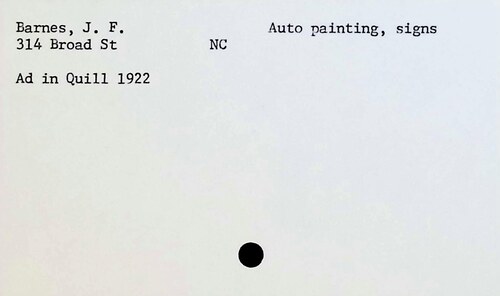 Barnes, J. F. Auto painting, signs
314 Broad St NC
Ad in Quill 1922